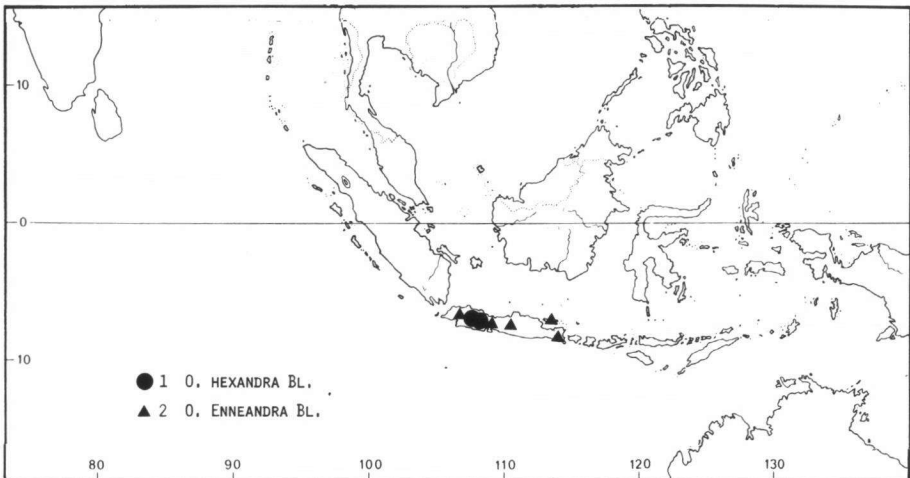 10
0
10
● 1 O. HEXANDRA BL.
▲ 2 O. ENNEANDRA BL.
80 90 100 110 120 130